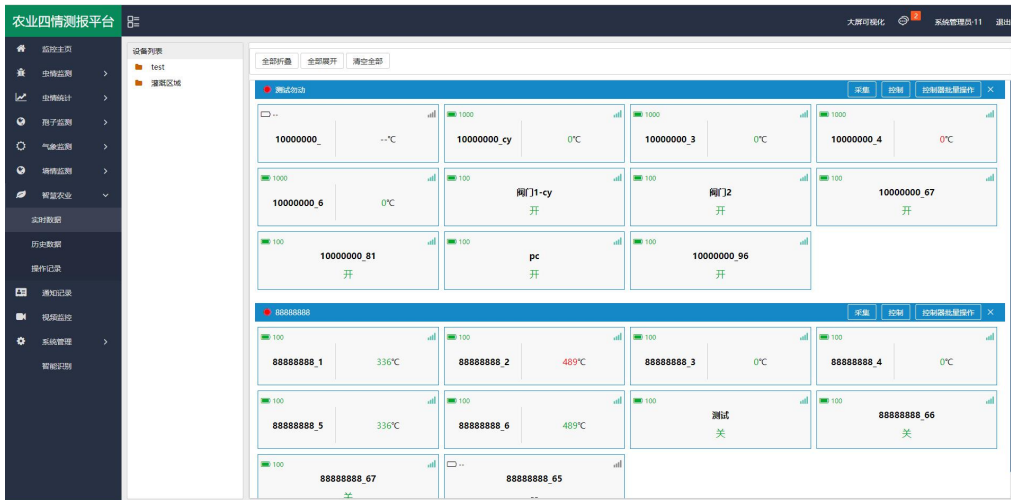 农业四情测报平台
大屏可视化 2 系统管理员-11 退出
监控主页
虫情监测
虫情统计
孢子监测
气象监测
墒情监测
智慧农业
实时数据
历史数据
操作记录
通知记录
视频监控
系统管理
智能识别
设备列表
test
灌溉区域
全部折叠 全部展开 清空全部
测试勿动 采集 控制 控制器批量操作 ×
-- 1000 1000 1000
10000000_ --℃ 10000000_cy 0℃ 10000000_3 0℃ 10000000_4 0℃
1000 100 100 100
10000000_6 0℃ 阀门1-cy 阀门2 10000000_67
开 开 开
100 100 100
10000000_81 pc 10000000_96
开 开 开
88888888 采集 控制 控制器批量操作 ×
100 100 100 100
88888888_1 336℃ 88888888_2 489℃ 88888888_3 0℃ 88888888_4 0℃
100 100 100 100
88888888_5 336℃ 88888888_6 489℃ 测试 88888888_66
关 关
100 --
88888888_67 88888888_65
关 --